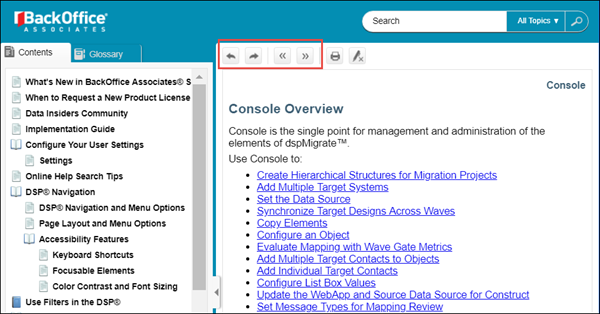 BackOffice
ASSOCIATES
Search
All Topics
Contents
Glossary
What's New in BackOffice Associates® S
When to Request a New Product License
Data Insiders Community
Implementation Guide
Configure Your User Settings
Settings
Online Help Search Tips
DSP® Navigation
DSP® Navigation and Menu Options
Page Layout and Menu Options
Accessibility Features
Keyboard Shortcuts
Focusable Elements
Color Contrast and Font Sizing
Use Filters in the DSP®
Console
Console Overview
Console is the single point for management and administration of the
elements of dspMigrate™.
Use Console to:
Create Hierarchical Structures for Migration Projects
Add Multiple Target Systems
Set the Data Source
Synchronize Target Designs Across Waves
Copy Elements
Configure an Object
Evaluate Mapping with Wave Gate Metrics
Add Multiple Target Contacts to Objects
Add Individual Target Contacts
Configure List Box Values
Update the WebApp and Source Data Source for Construct
Set Message Types for Mapping Review